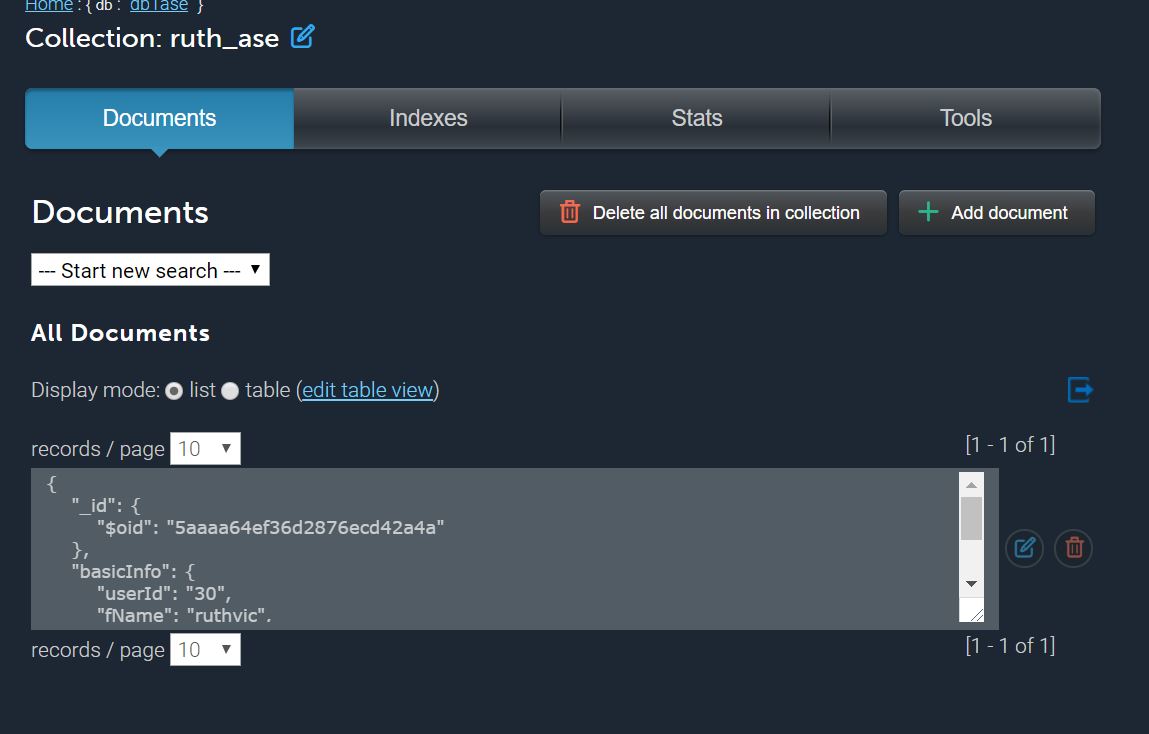 Home : { db : db1ase }
Collection: ruth_ase
Documents Indexes Stats Tools
Documents
Delete all documents in collection
Add document
--- Start new search ---
All Documents
Display mode: list table (edit table view)
records / page 10
[1 - 1 of 1]
{
"_id": {
"$oid": "5aaaa64ef36d2876ecd42a4a"
},
"basicInfo": {
"userId": "30",
"fName": "ruthvic",
records / page 10
[1 - 1 of 1]